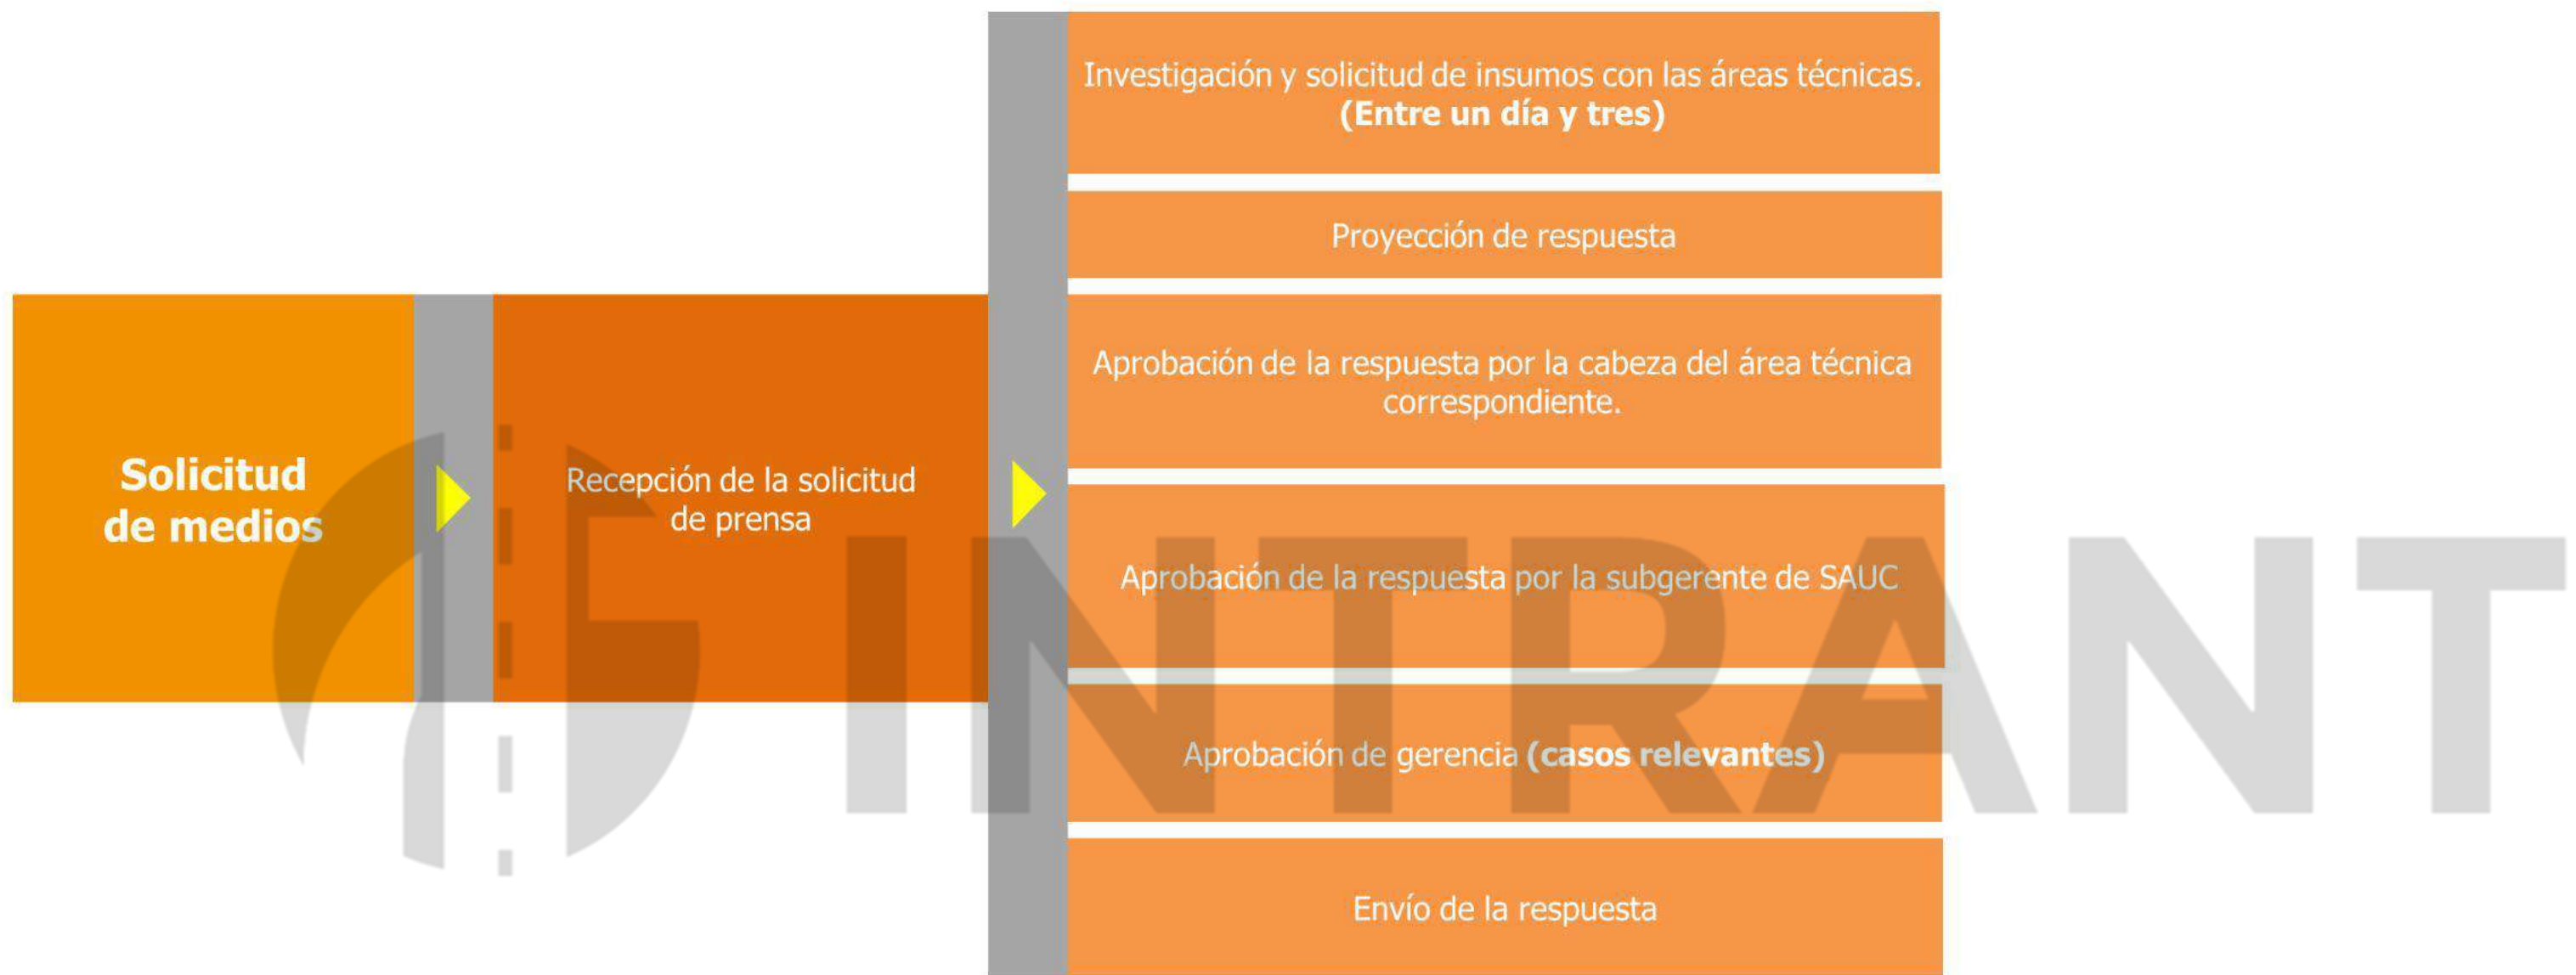 Solicitud
de medios
Recepción de la solicitud
de prensa
Investigación y solicitud de insumos con las áreas técnicas.
(Entre un día y tres)
Proyección de respuesta
Aprobación de la respuesta por la cabeza del área técnica
correspondiente.
Aprobación de la respuesta por la subgerente de SAUC
Aprobación de gerencia (casos relevantes)
Envío de la respuesta
INTRANT